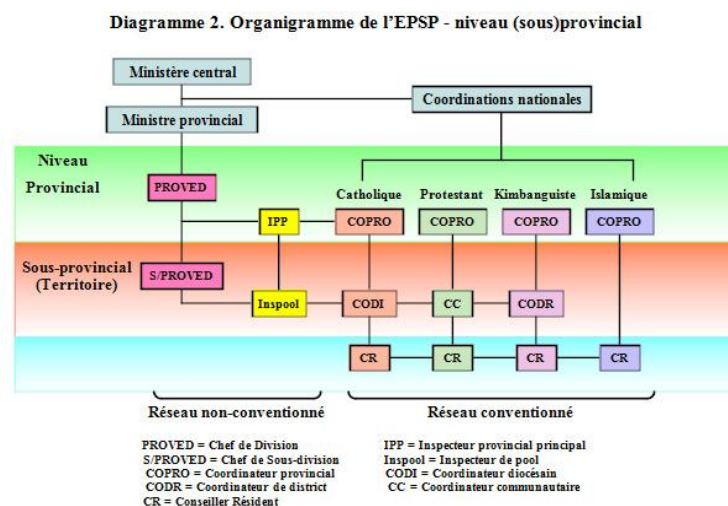 Diagramme 2. Organigramme de l'EPSP - niveau (sous)provincial
Ministère central
Coordinations nationales
Ministre provincial
Niveau
Provincial
PROVED
Catholique Protestant Kimbanguiste Islamique
IPP COPRO COPRO COPRO COPRO
Sous-provincial
(Territoire)
S/PROVED
Inspool CODI CC CODR
CR CR CR CR
Réseau non-conventionné Réseau conventionné
PROVED = Chef de Division
S/PROVED = Chef de Sous-division
COPRO = Coordinateur provincial
CODR = Coordinateur de district
CR = Conseiller Résident
IPP = Inspecteur provincial principal
Inspool = Inspecteur de pool
CODI = Coordinateur diocésain
CC = Coordinateur communautaire